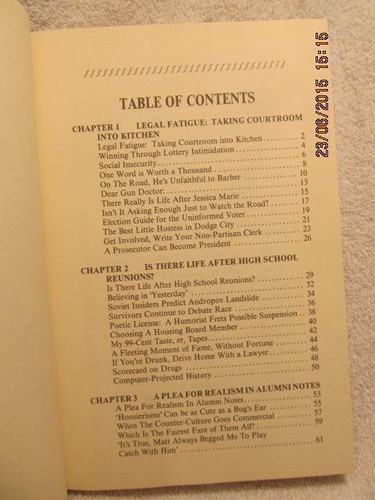 23/06/2015 15:15
TABLE OF CONTENTS
CHAPTER 1 LEGAL FATIGUE: TAKING COURTROOM
INTO KITCHEN
Legal Fatigue: Taking Courtroom into Kitchen 2
Winning Through Lottery Intimidation 4
Social Insecurity 6
One Word is Worth a Thousand 8
On The Road, He's Unfaithful to Barber 10
Dear Gun Doctor: 13
There Really Is Life After Jessica Marie 15
Isn't It Asking Enough Just to Watch the Road? 17
Election Guide for the Uninformed Voter 19
The Best Little Hostess in Dodge City 21
Get Involved, Write Your Non-Partisan Clerk 23
A Prosecutor Can Become President 26
CHAPTER 2 IS THERE LIFE AFTER HIGH SCHOOL
REUNIONS?
Is There Life After High School Reunions? 29
Believing in 'Yesterday' 32
Soviet Insiders Predict Andropov Landslide 34
Survivors Continue to Debate Race 36
Poetic License: A Humorist Frets Possible Suspension 38
Choosing A Housing Board Member 40
My 99-Cent Taste, er, Tapes 42
A Fleeting Moment of Fame, Without Fortune 44
If You're Drunk, Drive Home With a Lawyer 46
Scorecard on Drugs 48
Computer-Projected History 50
CHAPTER 3 A PLEA FOR REALISM IN ALUMNI NOTES
A Plea For Realism In Alumni Notes 53
'Hoosierisms' Can be as Cute as a Bug's Ear 55
When The Counter-Culture Goes Commercial 57
Which Is The Fairest Fare of Them All? 59
'It's True, Matt Always Begged Me To Play
Catch With Him' 61